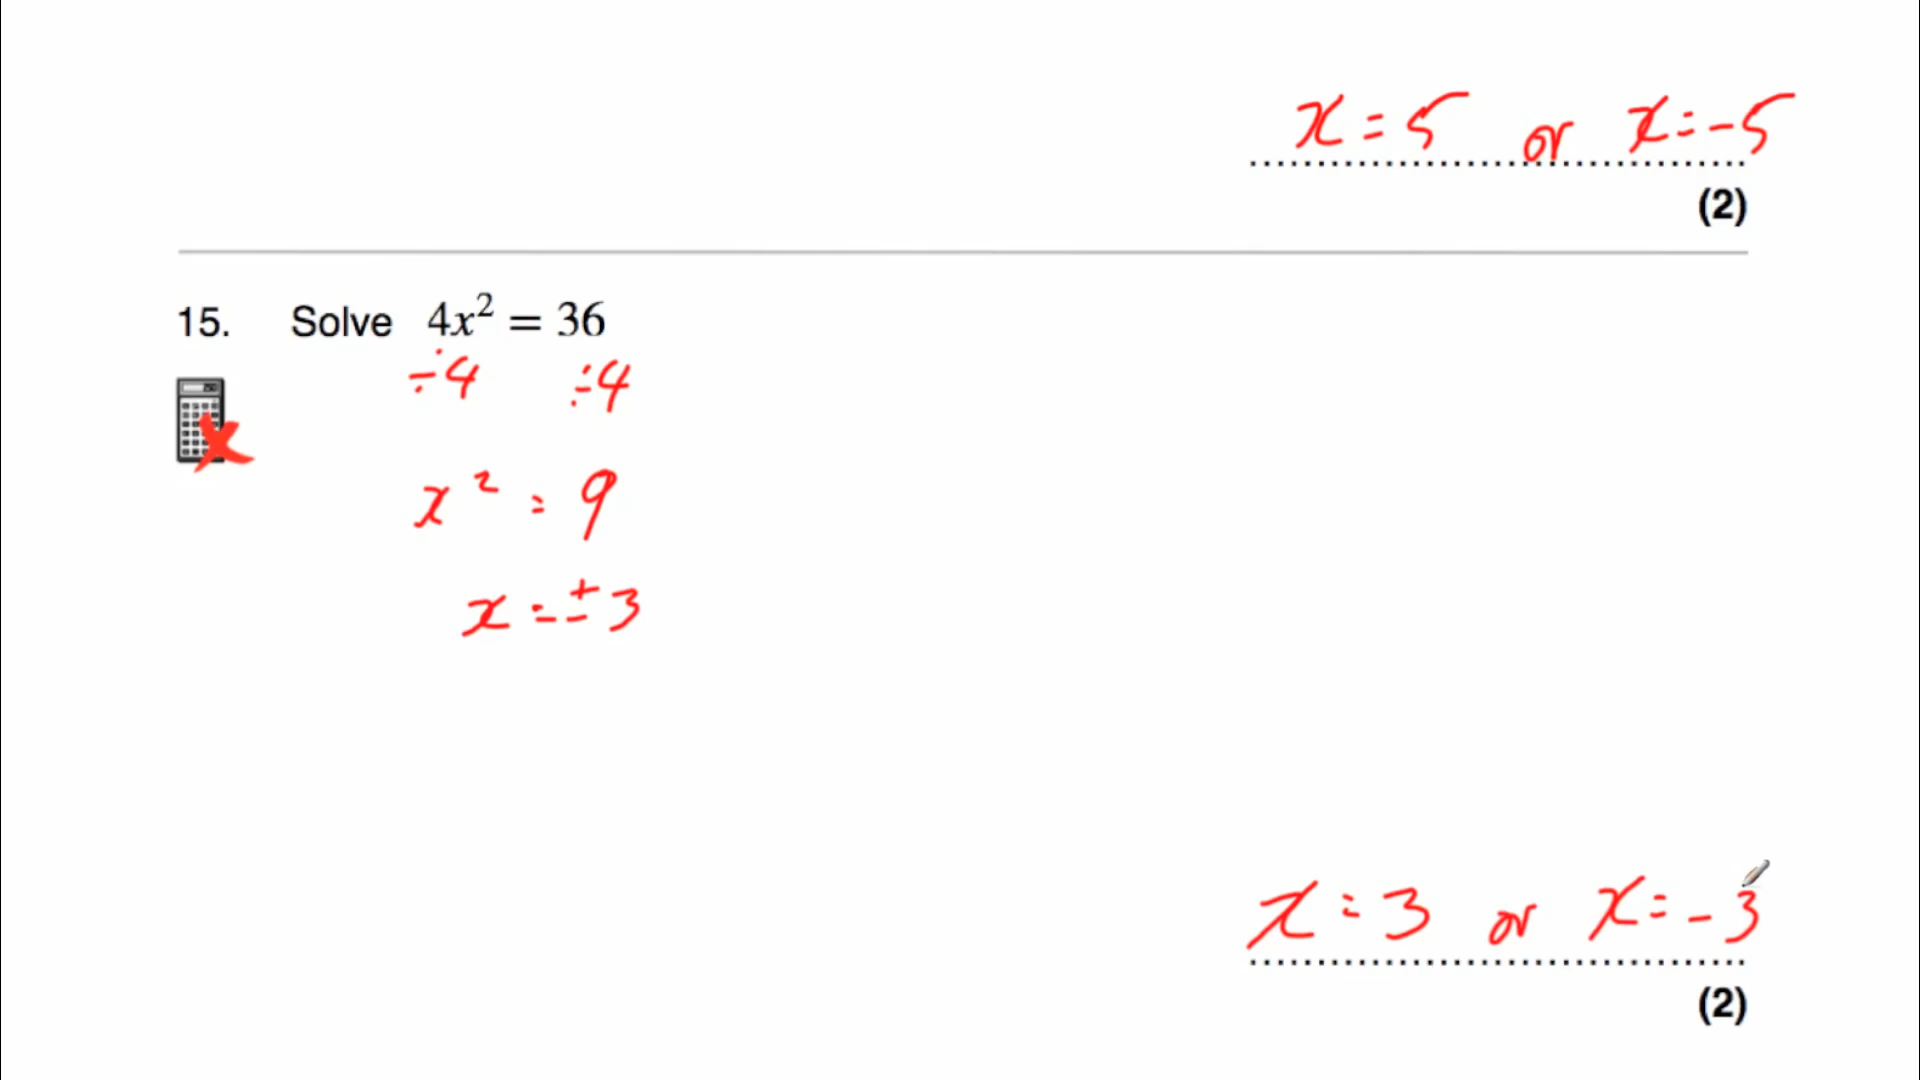 x = 5 or x = -5
(2)
15. Solve 4x² = 36
÷4 ÷4
x² = 9
x = ±3
x = 3 or x = -3
(2)